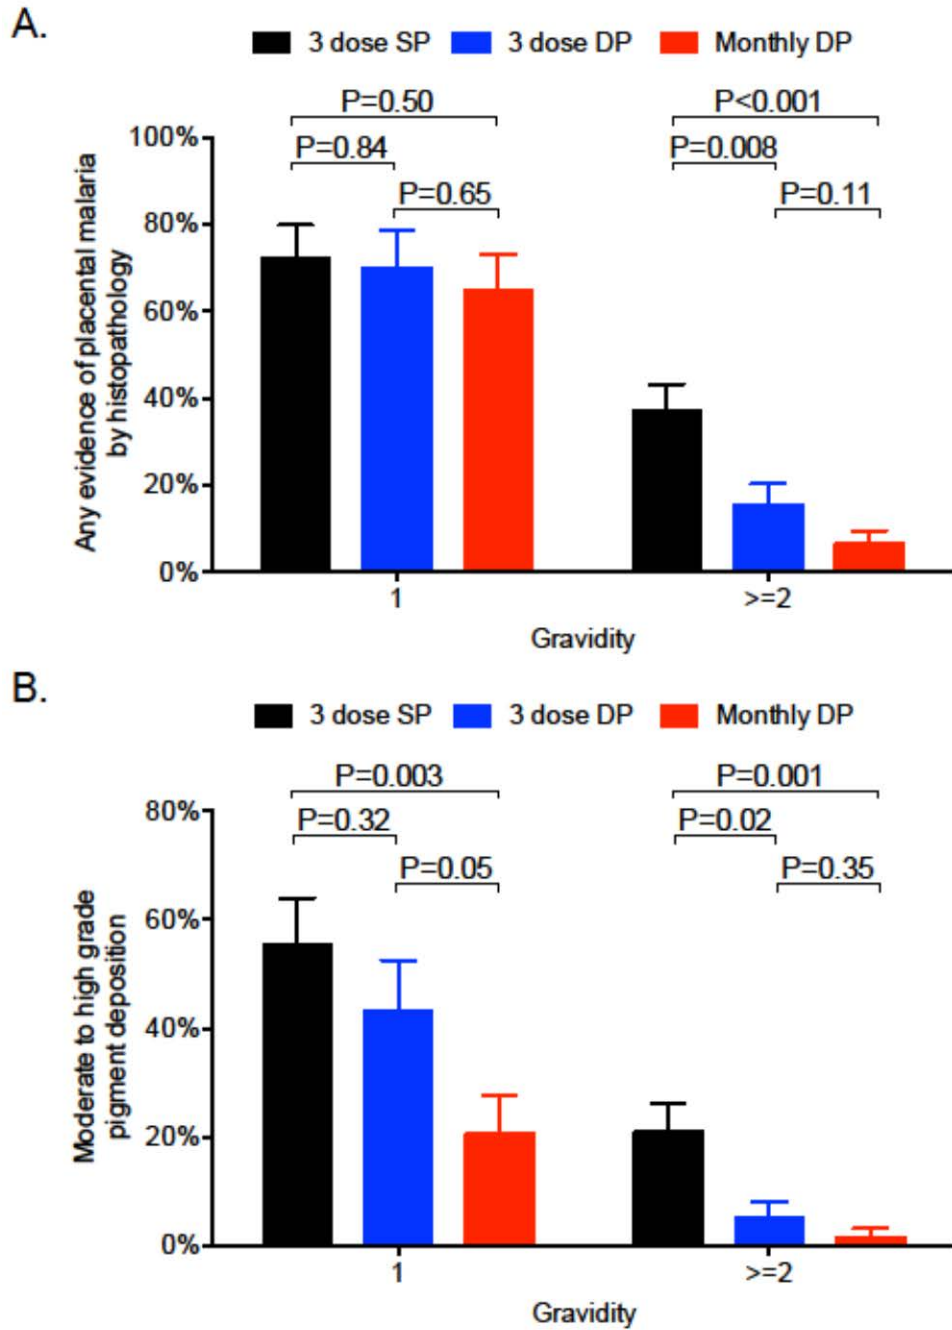 A.
3 dose SP 3 dose DP Monthly DP
P=0.50 P<0.001
P=0.84 P=0.008
P=0.65 P=0.11
100%
80%
60%
40%
20%
0%
Any evidence of placental malaria
by histopathology
1 >=2
Gravidity
B.
3 dose SP 3 dose DP Monthly DP
P=0.003 P=0.001
P=0.32 P=0.02
P=0.05 P=0.35
80%
60%
40%
20%
0%
Moderate to high grade
pigment deposition
1 >=2
Gravidity